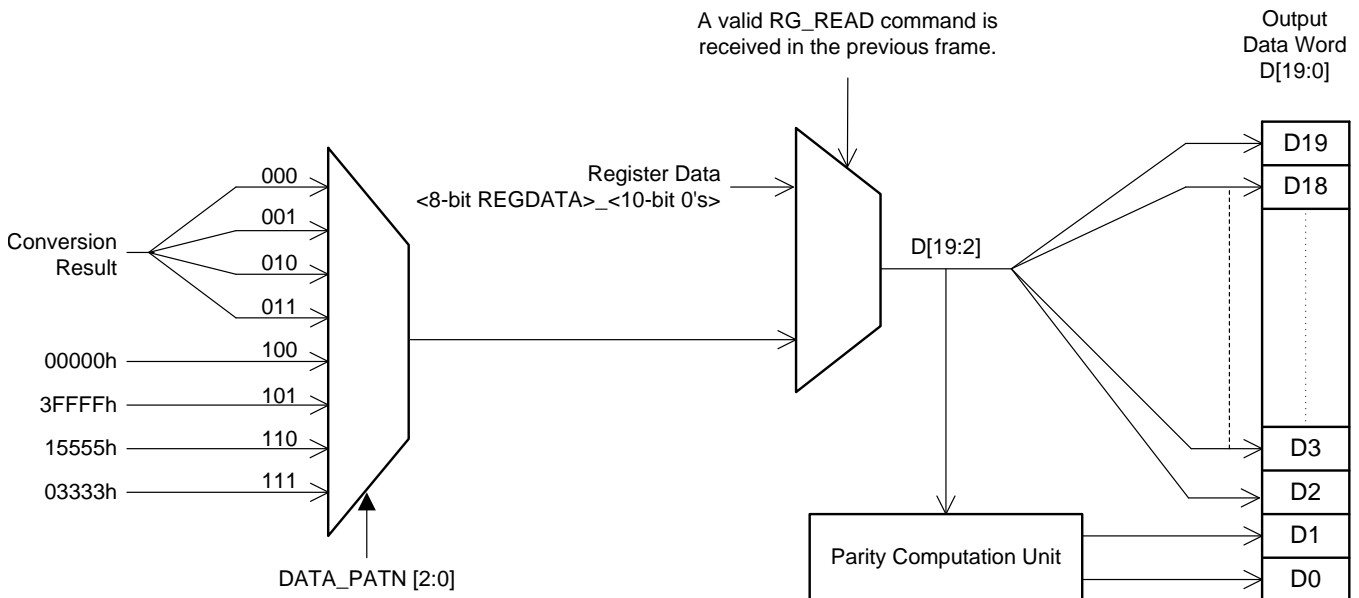 A valid RG_READ command is
received in the previous frame.
Output
Data Word
D[19:0]
Conversion
Result
000
001
010
011
00000h
100
3FFFFh
101
15555h
110
03333h
111
DATA_PATN [2:0]
Register Data
<8-bit REGDATA>_<10-bit 0's>
D[19:2]
Parity Computation Unit
D19
D18
D3
D2
D1
D0